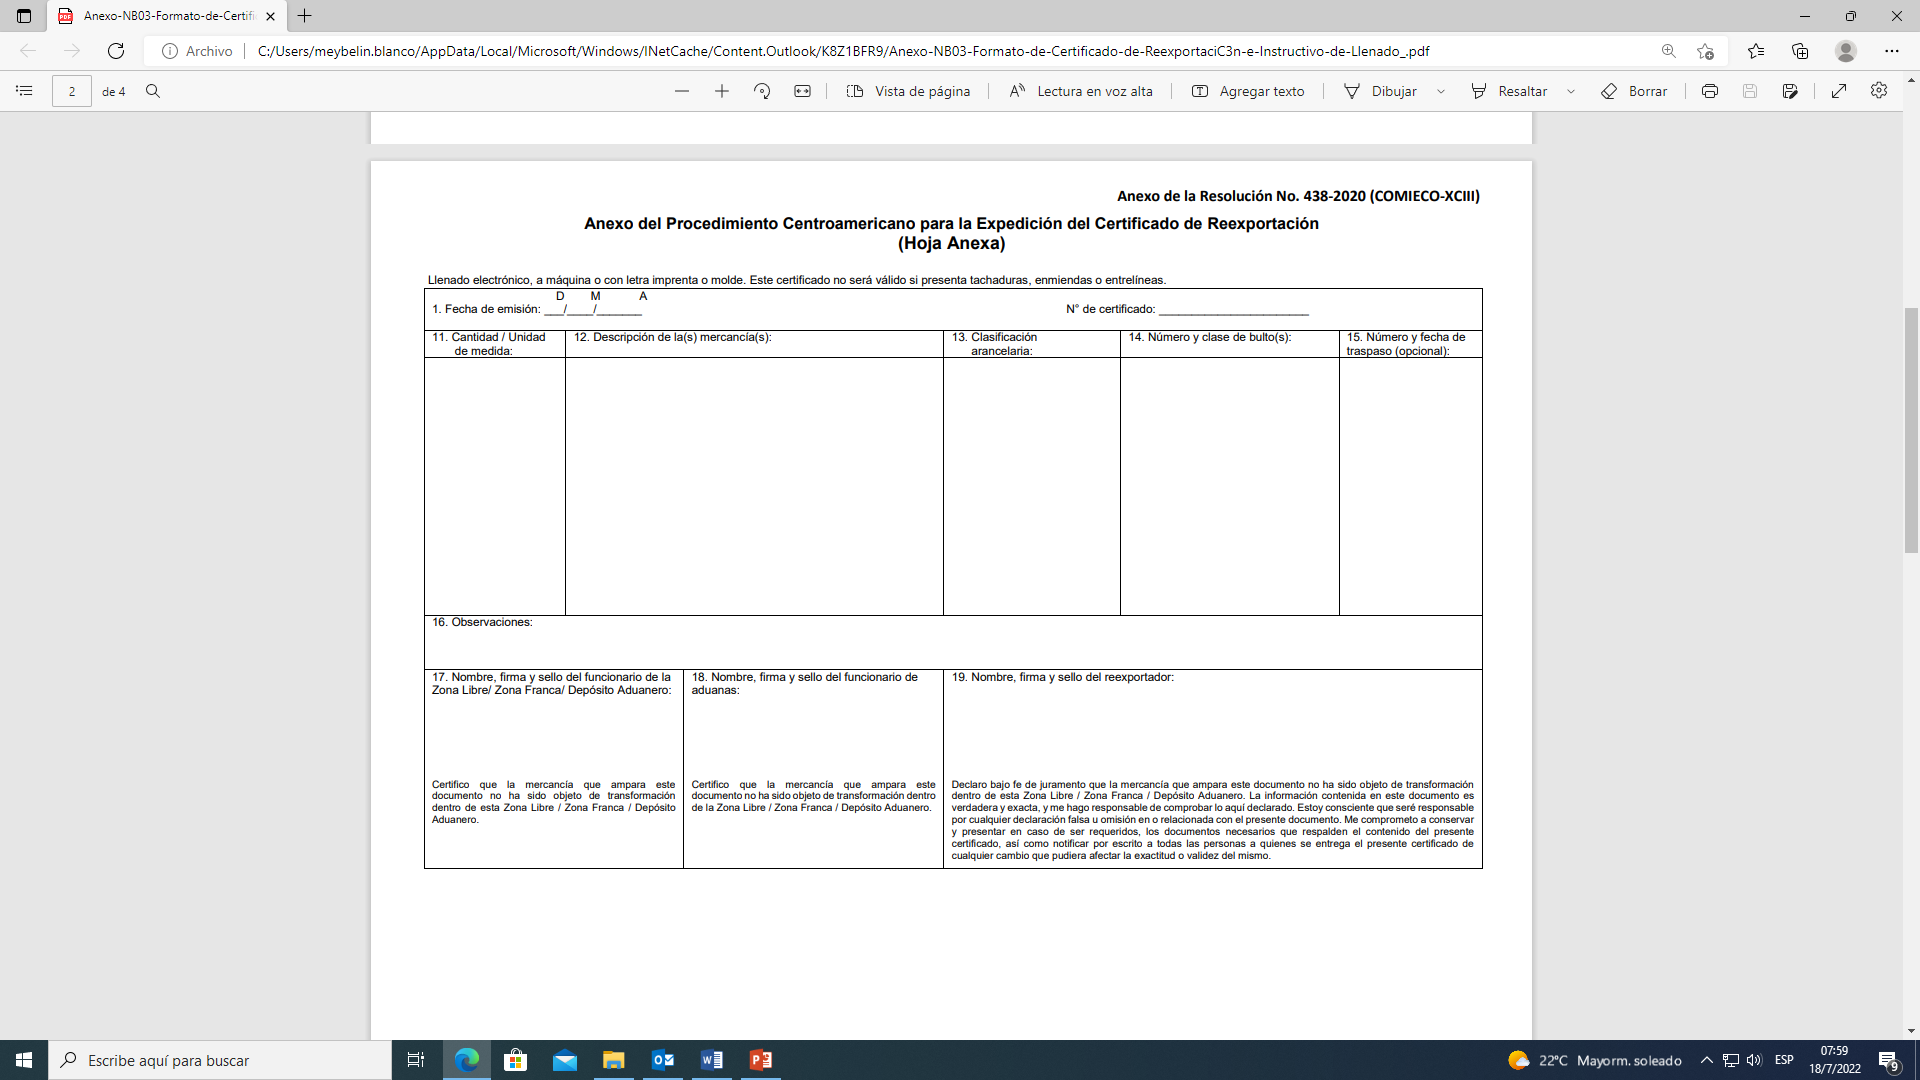 Anexo-NB03-Formato-de-Certifi
Archivo
C:/Users/meybelin.blanco/AppData/Local/Microsoft/Windows/INetCache/Content.Outlook/K8Z1BFR9/Anexo-NB03-Formato-de-Certificado-de-ReexportaciC3n-e-Instructivo-de-Llenado_.pdf
2 de 4
Vista de página
Lectura en voz alta
Agregar texto
Dibujar
Resaltar
Borrar
Anexo de la Resolución No. 438-2020 (COMIECO-XCIII)
Anexo del Procedimiento Centroamericano para la Expedición del Certificado de Reexportación
(Hoja Anexa)
Llenado electrónico, a máquina o con letra imprenta o molde. Este certificado no será válido si presenta tachaduras, enmiendas o entrelíneas.
D M A
1. Fecha de emisión: ___/____/_______ N° de certificado: _______________________
11. Cantidad / Unidad
de medida:
12. Descripción de la(s) mercancía(s):
13. Clasificación
arancelaria:
14. Número y clase de bulto(s):
15. Número y fecha de
traspaso (opcional):
16. Observaciones:
17. Nombre, firma y sello del funcionario de la
Zona Libre/ Zona Franca/ Depósito Aduanero:
Certifico que la mercancía que ampara este
documento no ha sido objeto de transformación
dentro de esta Zona Libre / Zona Franca / Depósito
Aduanero.
18. Nombre, firma y sello del funcionario de
aduanas:
Certifico que la mercancía que ampara este
documento no ha sido objeto de transformación dentro
de la Zona Libre / Zona Franca / Depósito Aduanero.
19. Nombre, firma y sello del reexportador:
Declaro bajo fe de juramento que la mercancía que ampara este documento no ha sido objeto de transformación
dentro de esta Zona Libre / Zona Franca / Depósito Aduanero. La información contenida en este documento es
verdadera y exacta, y me hago responsable de comprobar lo aquí declarado. Estoy consciente que seré responsable
por cualquier declaración falsa u omisión en o relacionada con el presente documento. Me comprometo a conservar
y presentar en caso de ser requeridos, los documentos necesarios que respalden el contenido del presente
certificado, así como notificar por escrito a todas las personas a quienes se entrega el presente certificado de
cualquier cambio que pudiera afectar la exactitud o validez del mismo.
Escribe aquí para buscar
22°C Mayorm. soleado
ESP
07:59
18/7/2022
9